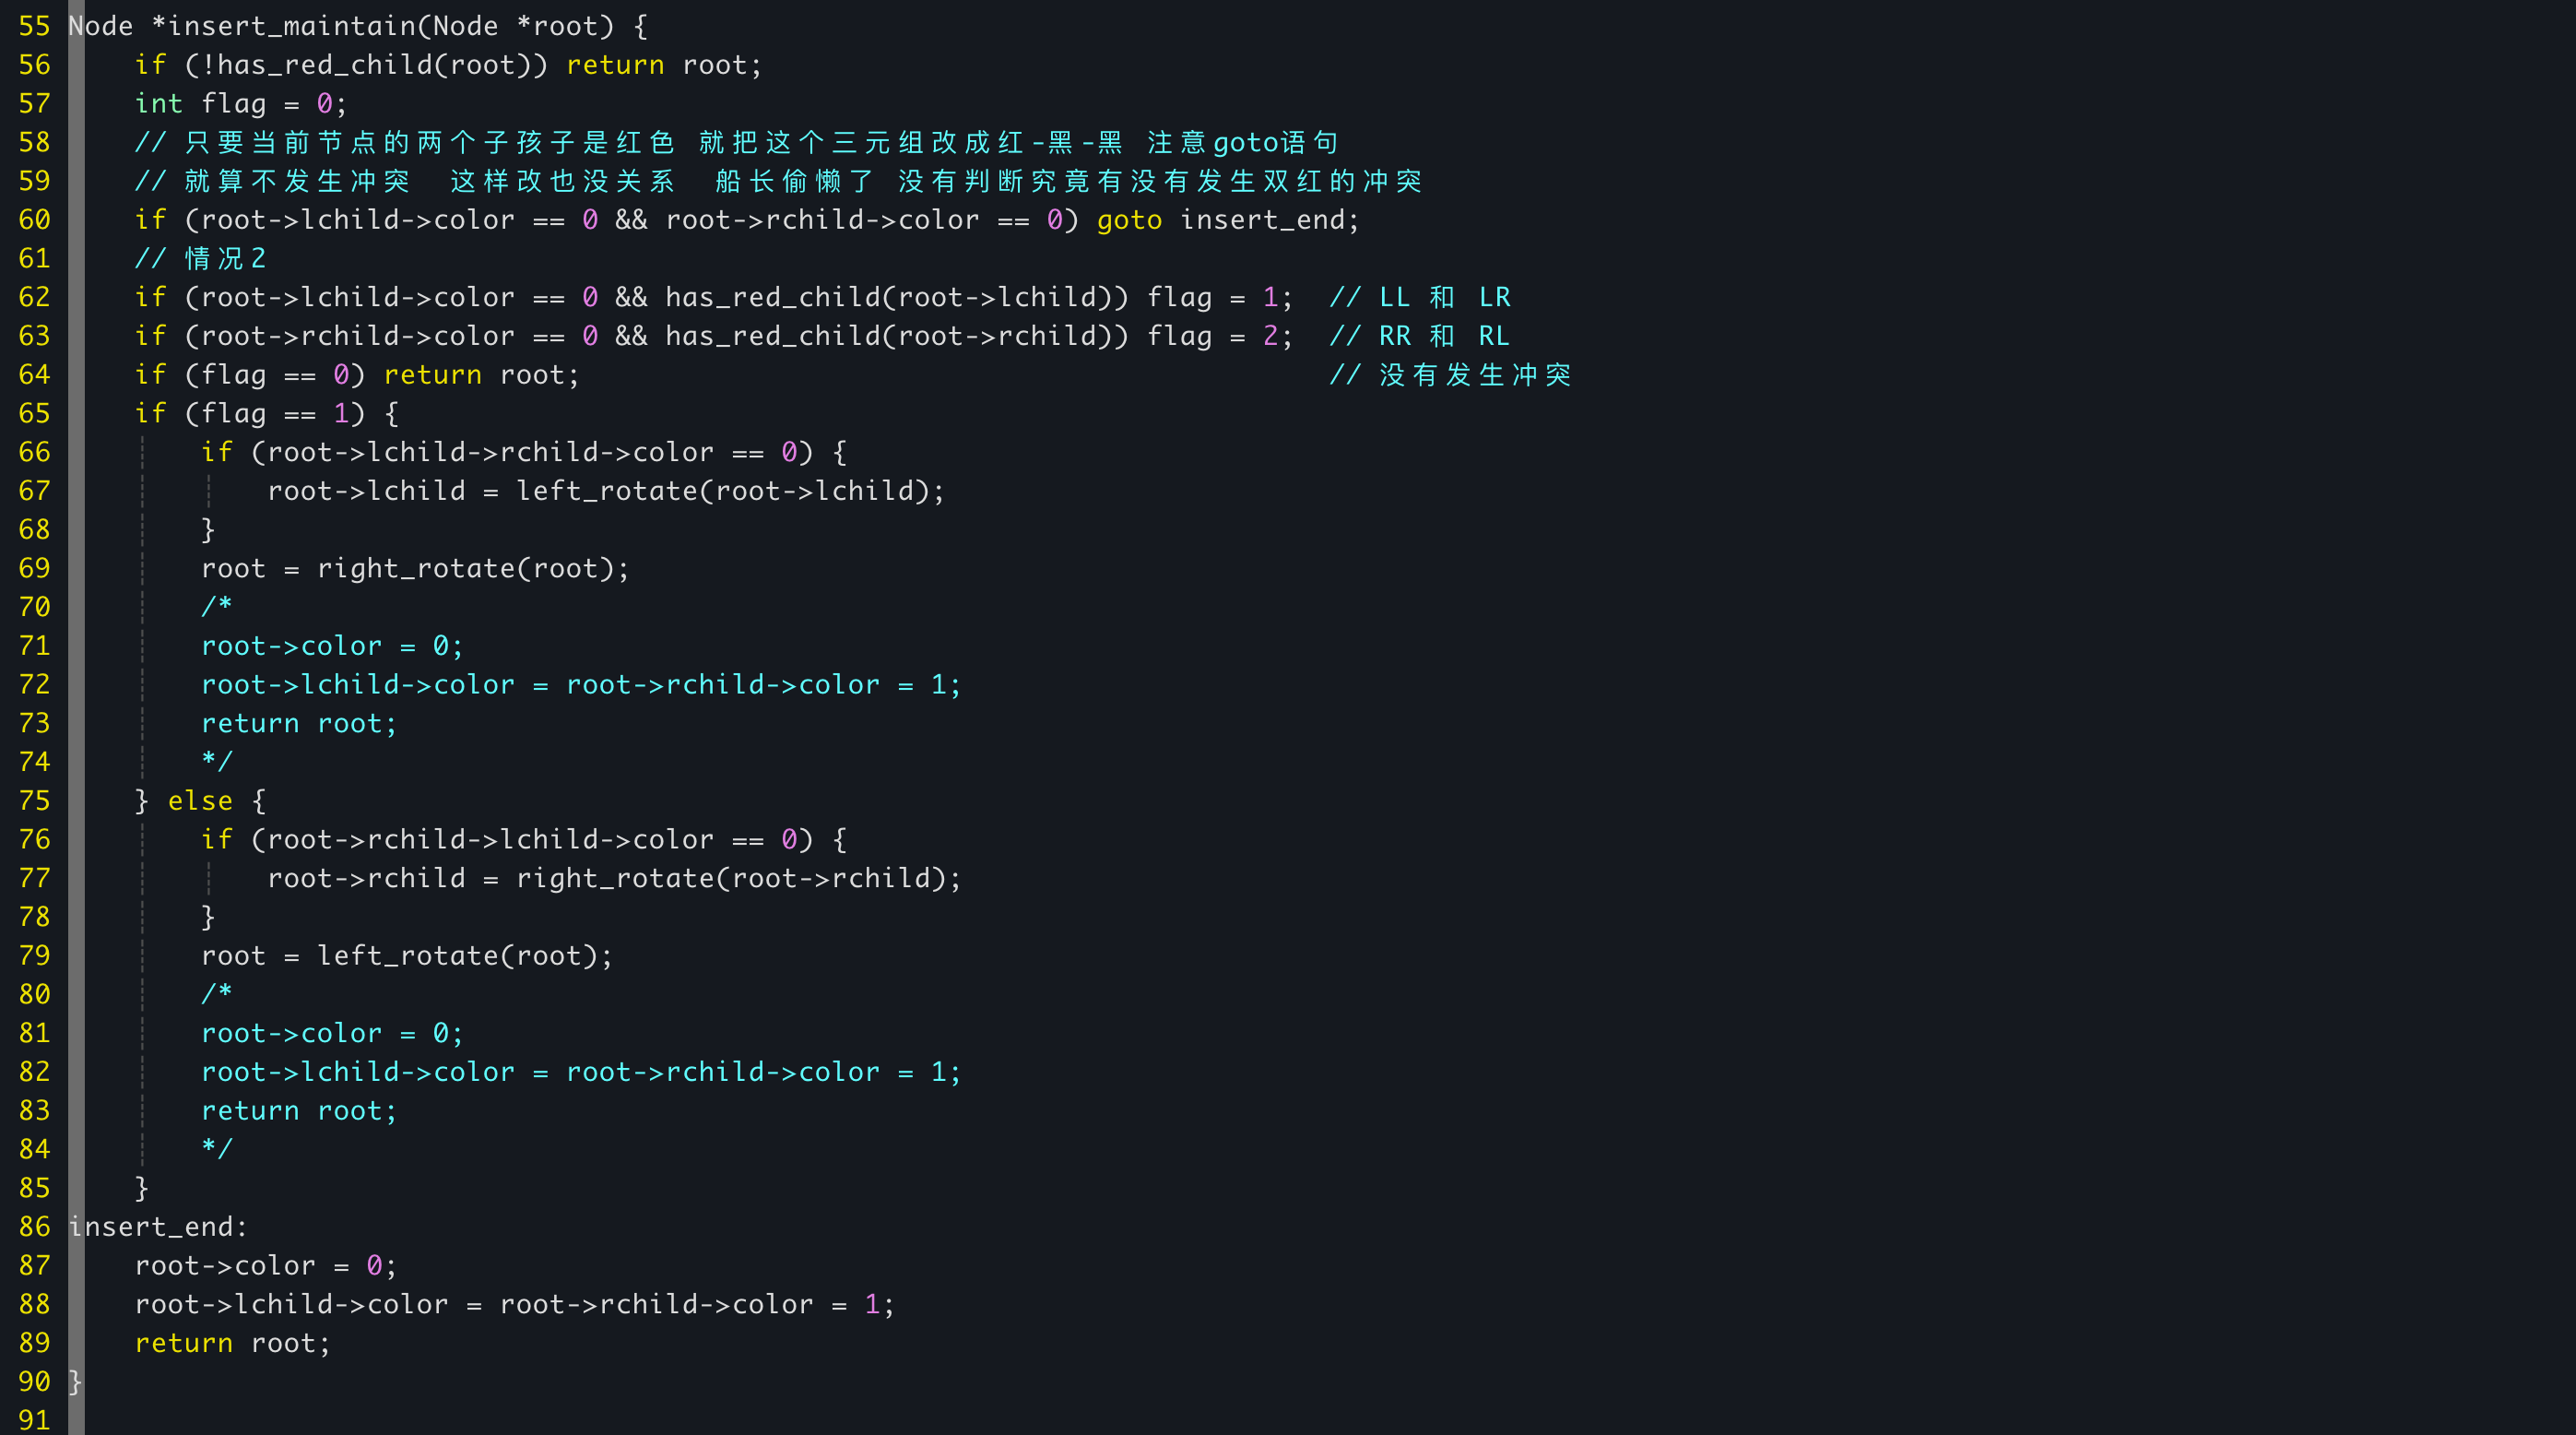 55 Node *insert_maintain(Node *root) {
56     if (!has_red_child(root)) return root;
57     int flag = 0;
58     // 只要当前节点的两个子孩子是红色 就把这个三元组改成红-黑-黑 注意goto语句
59     // 就算不发生冲突  这样改也没关系  船长偷懒了 没有判断究竟有没有发生双红的冲突
60     if (root->lchild->color == 0 && root->rchild->color == 0) goto insert_end;
61     // 情况2
62     if (root->lchild->color == 0 && has_red_child(root->lchild)) flag = 1;  // LL 和 LR
63     if (root->rchild->color == 0 && has_red_child(root->rchild)) flag = 2;  // RR 和 RL
64     if (flag == 0) return root;                                             // 没有发生冲突
65     if (flag == 1) {
66         if (root->lchild->rchild->color == 0) {
67             root->lchild = left_rotate(root->lchild);
68         }
69         root = right_rotate(root);
70         /*
71         root->color = 0;
72         root->lchild->color = root->rchild->color = 1;
73         return root;
74         */
75     } else {
76         if (root->rchild->lchild->color == 0) {
77             root->rchild = right_rotate(root->rchild);
78         }
79         root = left_rotate(root);
80         /*
81         root->color = 0;
82         root->lchild->color = root->rchild->color = 1;
83         return root;
84         */
85     }
86 insert_end:
87     root->color = 0;
88     root->lchild->color = root->rchild->color = 1;
89     return root;
90 }
91